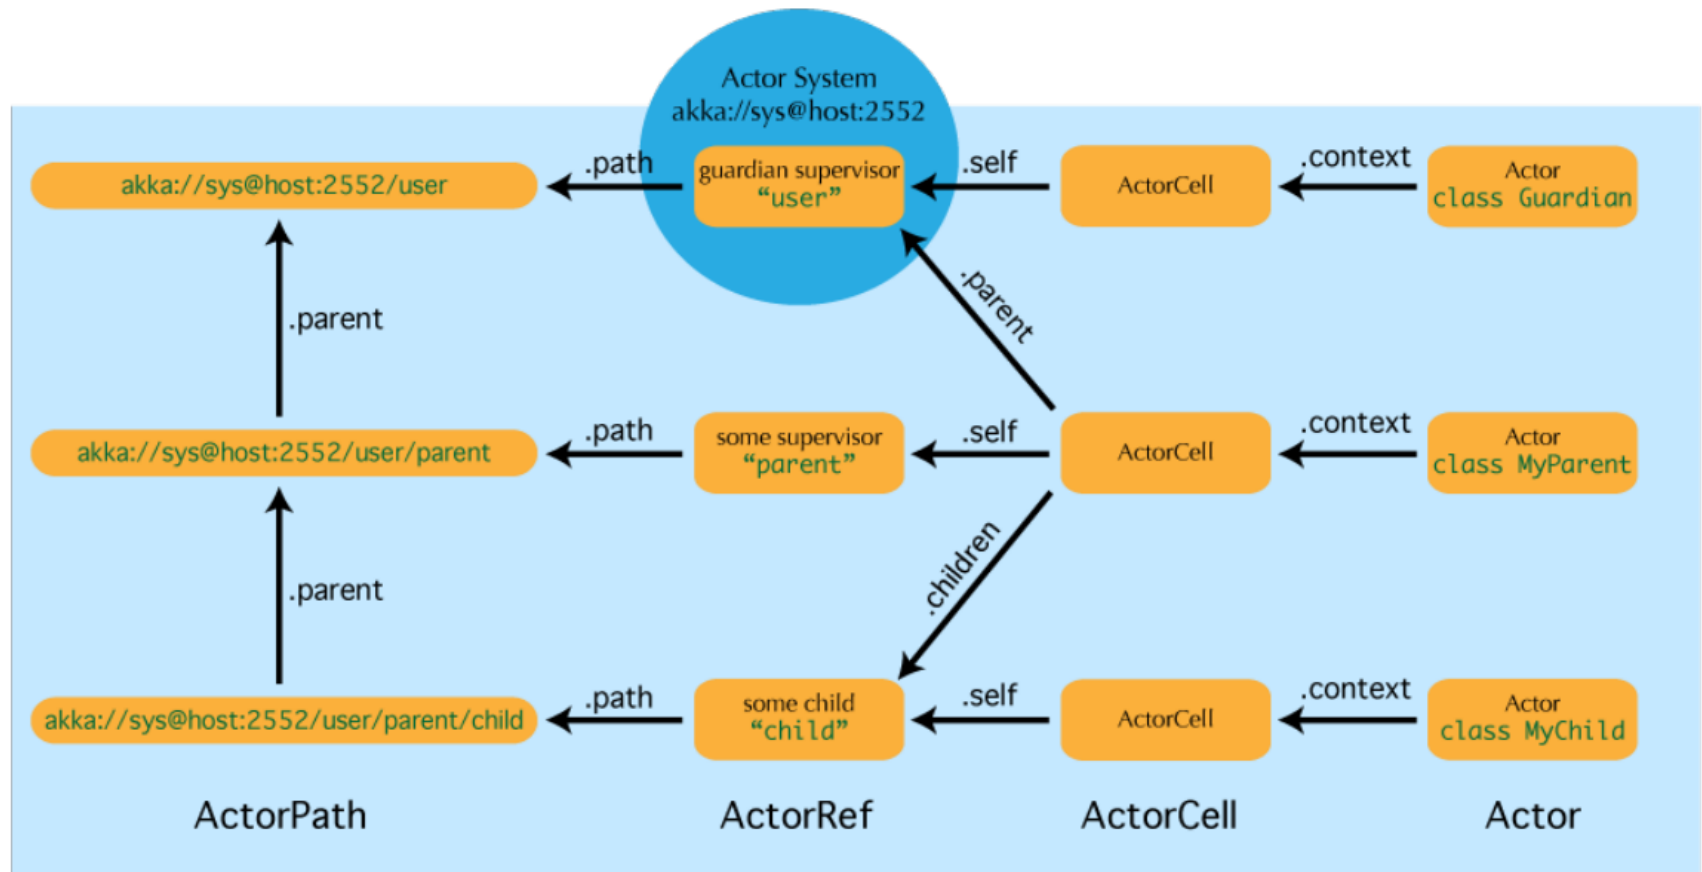 Actor System
akka://sys@host:2552
akka://sys@host:2552/user
.path
guardian supervisor
“user”
.self
ActorCell
.context
Actor
class Guardian
.parent
.parent
akka://sys@host:2552/user/parent
.path
some supervisor
“parent”
.self
ActorCell
.context
Actor
class MyParent
.parent
.children
akka://sys@host:2552/user/parent/child
.path
some child
“child”
.self
ActorCell
.context
Actor
class MyChild
ActorPath
ActorRef
ActorCell
Actor